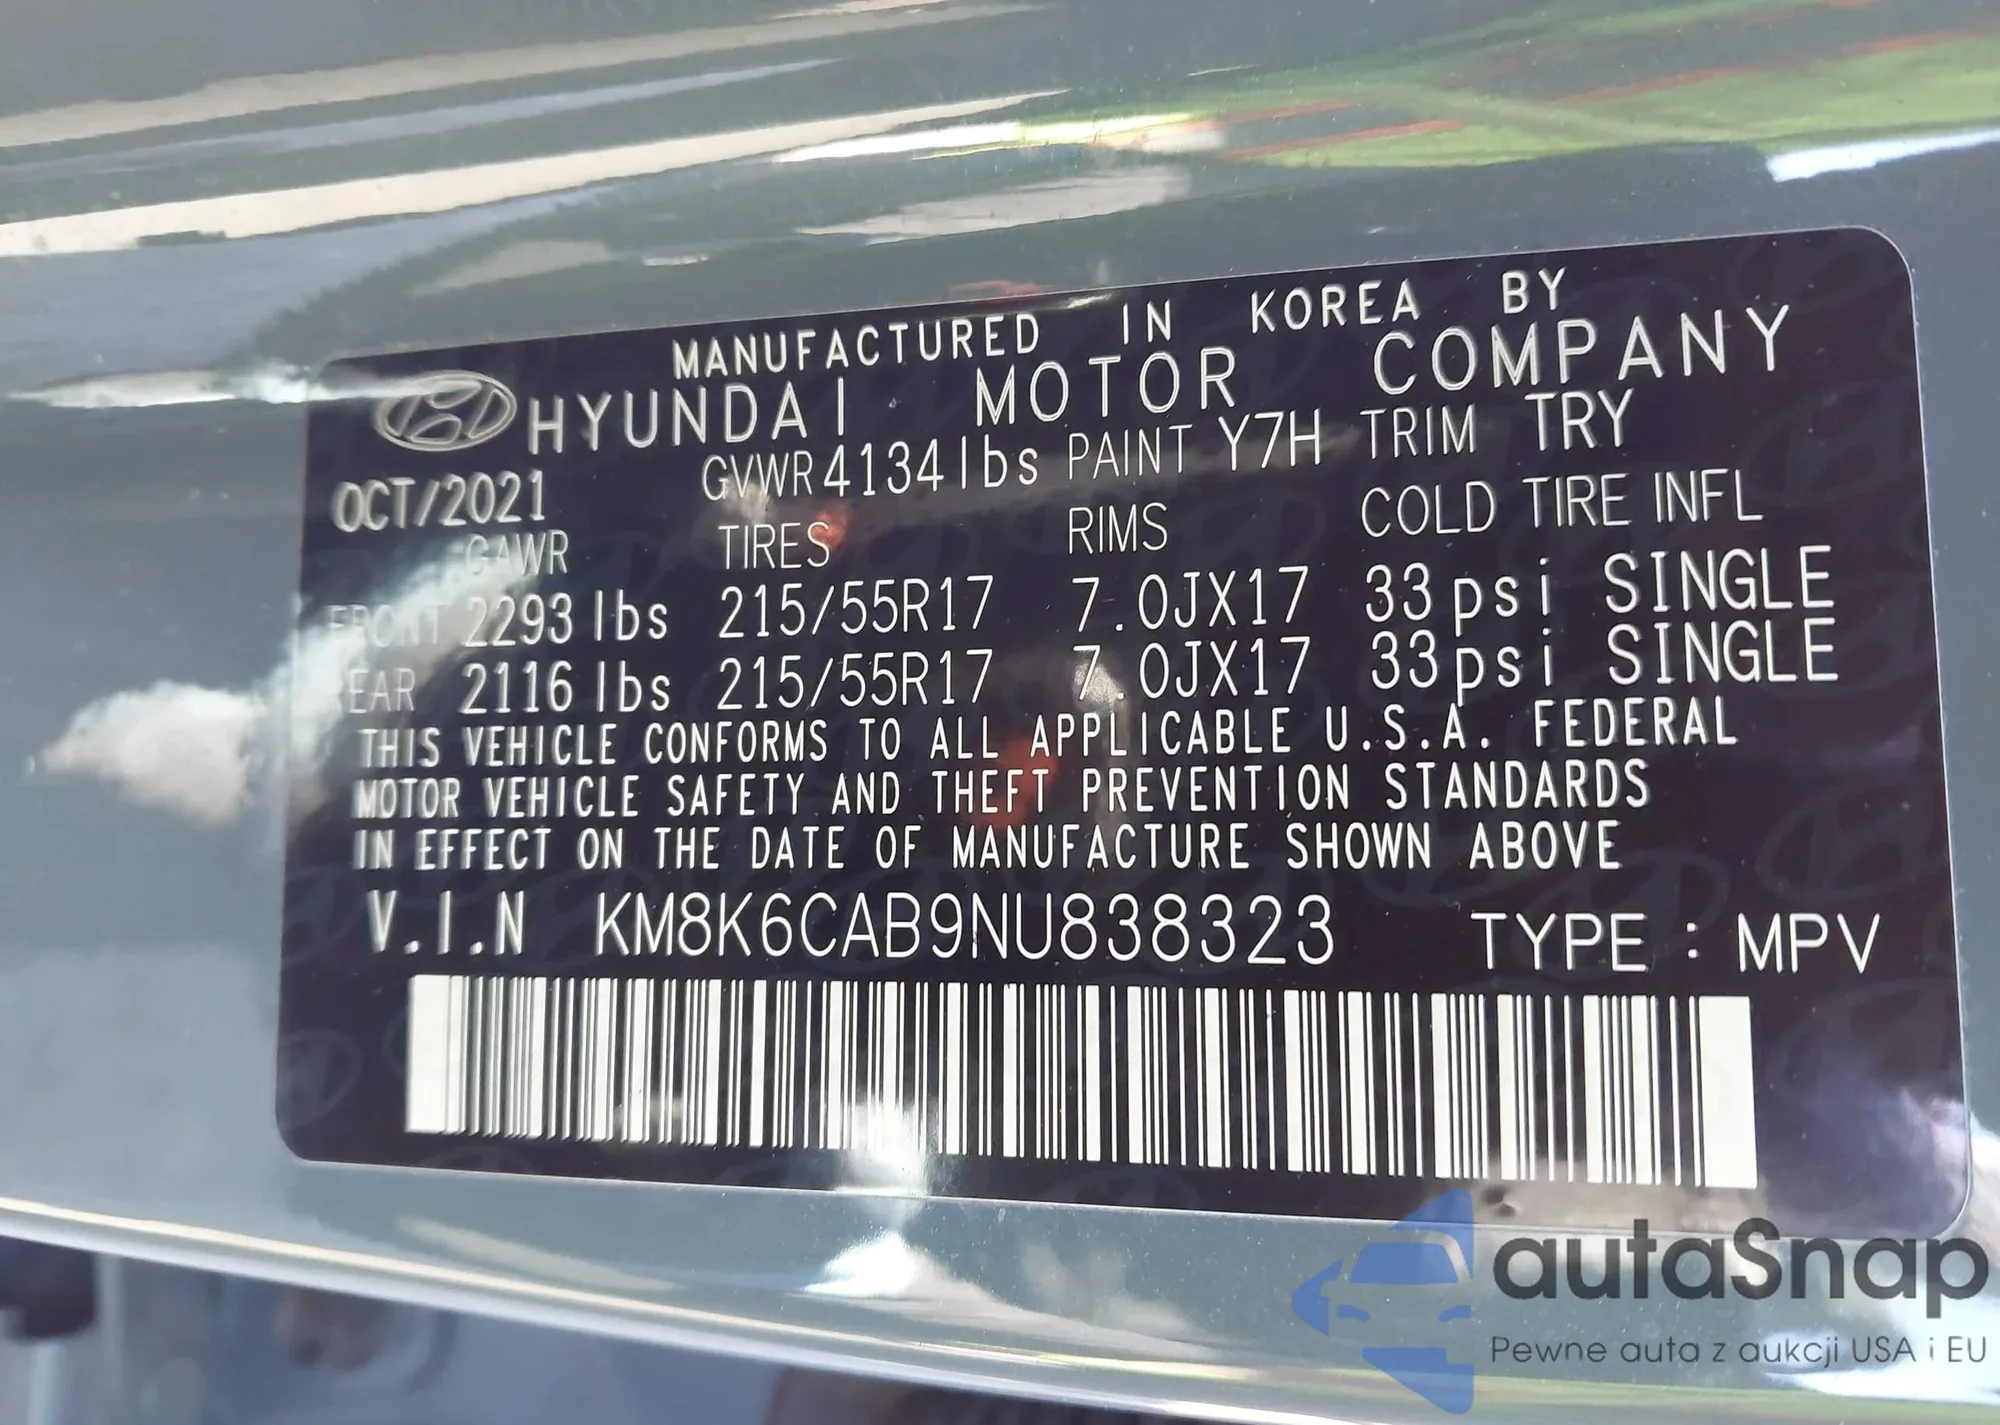 MANUFACTURED IN KOREA BY
HYUNDAI MOTOR COMPANY
OCT/2021 GVWR 4134 lbs PAINT Y7H TRIM TRY
GAWR TIRES RIMS COLD TIRE INFL
FRONT 2293 lbs 215/55R17 7.0JX17 33 psi SINGLE
REAR 2116 lbs 215/55R17 7.0JX17 33 psi SINGLE
THIS VEHICLE CONFORMS TO ALL APPLICABLE U.S.A. FEDERAL
MOTOR VEHICLE SAFETY AND THEFT PREVENTION STANDARDS
IN EFFECT ON THE DATE OF MANUFACTURE SHOWN ABOVE
V.I.N KM8K6CAB9NU838323 TYPE : MPV
autaSnap
Pewne auta z aukcji USA i EU